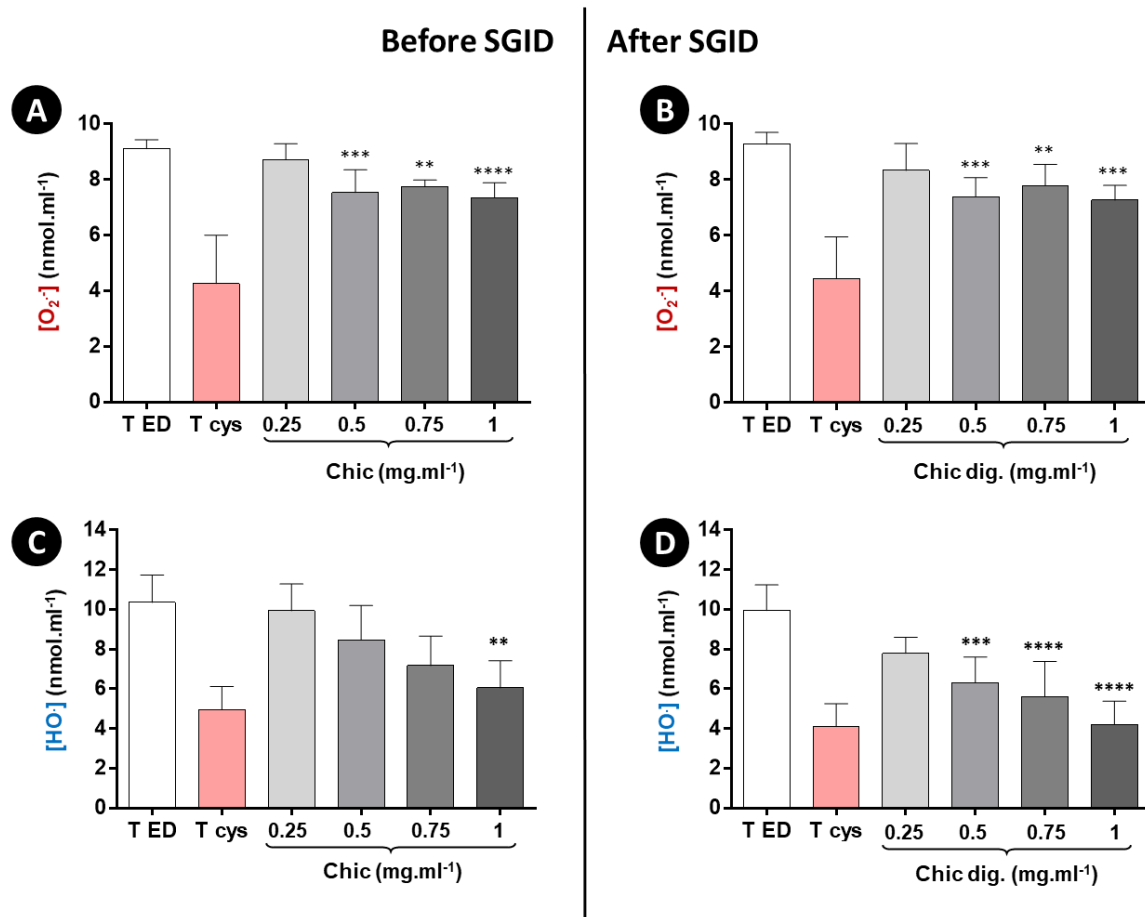 Before SGID
After SGID
A
10
8
6
4
2
0
[O₂·⁻] (nmol.ml⁻¹)
***
**
****
T ED T cys 0.25 0.5 0.75 1
Chic (mg.ml⁻¹)
B
10
8
6
4
2
0
[O₂·⁻] (nmol.ml⁻¹)
***
**
***
T ED T cys 0.25 0.5 0.75 1
Chic dig. (mg.ml⁻¹)
C
14
12
10
8
6
4
2
0
[HO·] (nmol.ml⁻¹)
**
T ED T cys 0.25 0.5 0.75 1
Chic (mg.ml⁻¹)
D
14
12
10
8
6
4
2
0
[HO·] (nmol.ml⁻¹)
***
****
****
T ED T cys 0.25 0.5 0.75 1
Chic dig. (mg.ml⁻¹)